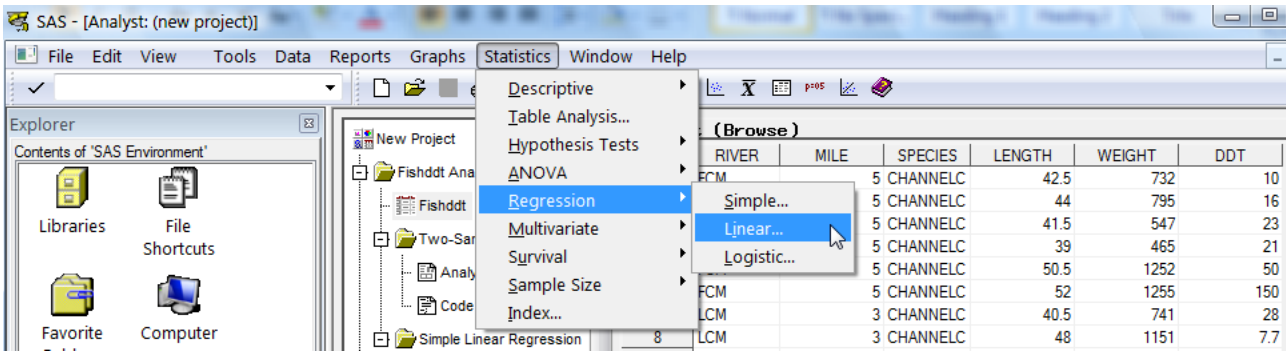 SAS - [Analyst: (new project)]
File Edit View Tools Data Reports Graphs Statistics Window Help
Explorer
Contents of 'SAS Environment'
Libraries
File Shortcuts
Favorite
Computer
New Project
Fishddt Ana
Fishddt
Two-Sar
Analy
Code
Simple Linear Regression
Descriptive
Table Analysis...
Hypothesis Tests
ANOVA
Regression
Multivariate
Survival
Sample Size
Index...
Simple...
Linear...
Logistic...
p=05
(Browse)
RIVER MILE SPECIES LENGTH WEIGHT DDT
FCM 5 CHANNELC 42.5 732 10
5 CHANNELC 44 795 16
5 CHANNELC 41.5 547 23
5 CHANNELC 39 465 21
5 CHANNELC 50.5 1252 50
FCM 5 CHANNELC 52 1255 150
LCM 3 CHANNELC 40.5 741 28
8 LCM 3 CHANNELC 48 1151 7.7